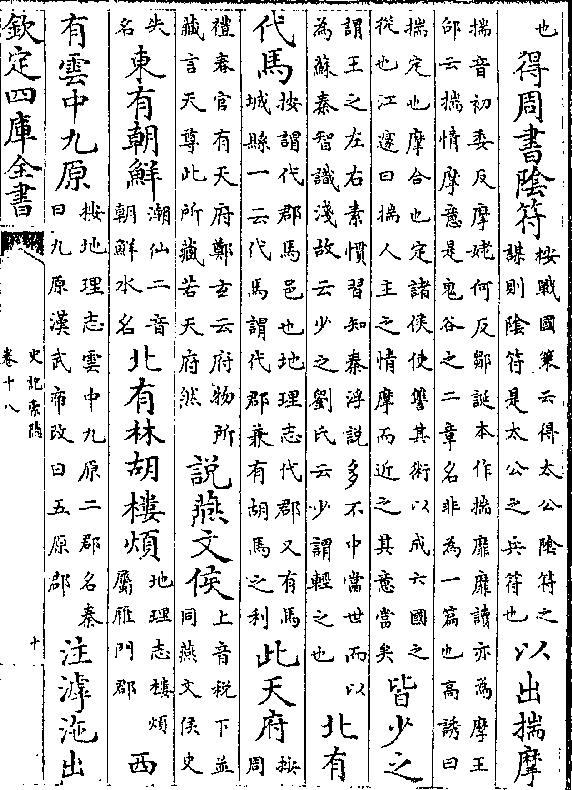 也得周書陰符按戰國策云得太公陰符之謀則陰符是太公之兵符也以出揣摩
揣音初委反摩姥何反鄒誕本作揣靡靡讀亦為摩王
邵云揣情摩意是鬼谷之二章名非為一篇也高誘曰
揣定也摩合也定諸侯使讐其術以成六國之從也江邃曰揣人主之情摩而近之其意當矣皆少之
謂王之左右素慣習知秦浮說多不中當世而以為蘇秦智識淺故云少之劉氏云少謂輕之也北有
代馬按謂代郡馬邑也地理志代郡又有馬城縣一云代馬謂代郡兼有胡馬之利此天府按周
禮春官有天府鄭玄云府物所藏言天尊此所藏若天府然說燕文侯上音稅下並同燕文侯史
失名東有朝鮮潮仙二音朝鮮水名北有林胡樓煩地理志樓煩屬雁門郡西
有雲中九原按地理志雲中九原二郡名秦曰九原漢武帝改曰五原郡注滹沱出
欽定四庫全書
史記索隱
卷十八
十